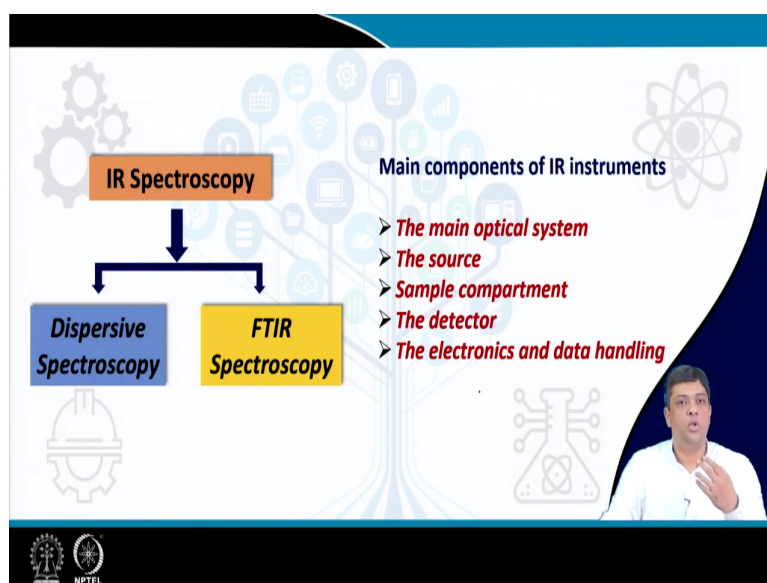 IR Spectroscopy
Dispersive
Spectroscopy
FTIR
Spectroscopy
Main components of IR instruments
➤ The main optical system
➤ The source
➤ Sample compartment
➤ The detector
➤ The electronics and data handling
NPTEL